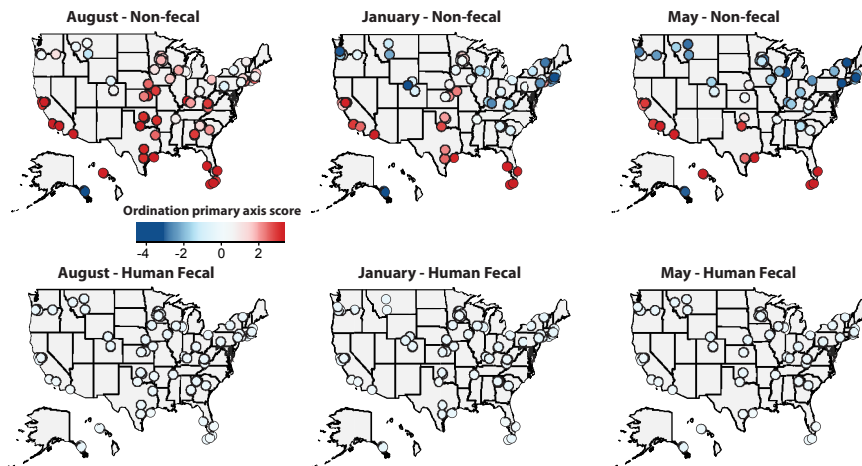 August - Non-fecal
January - Non-fecal
May - Non-fecal
Ordination primary axis score
-4 -2 0 2
August - Human Fecal
January - Human Fecal
May - Human Fecal